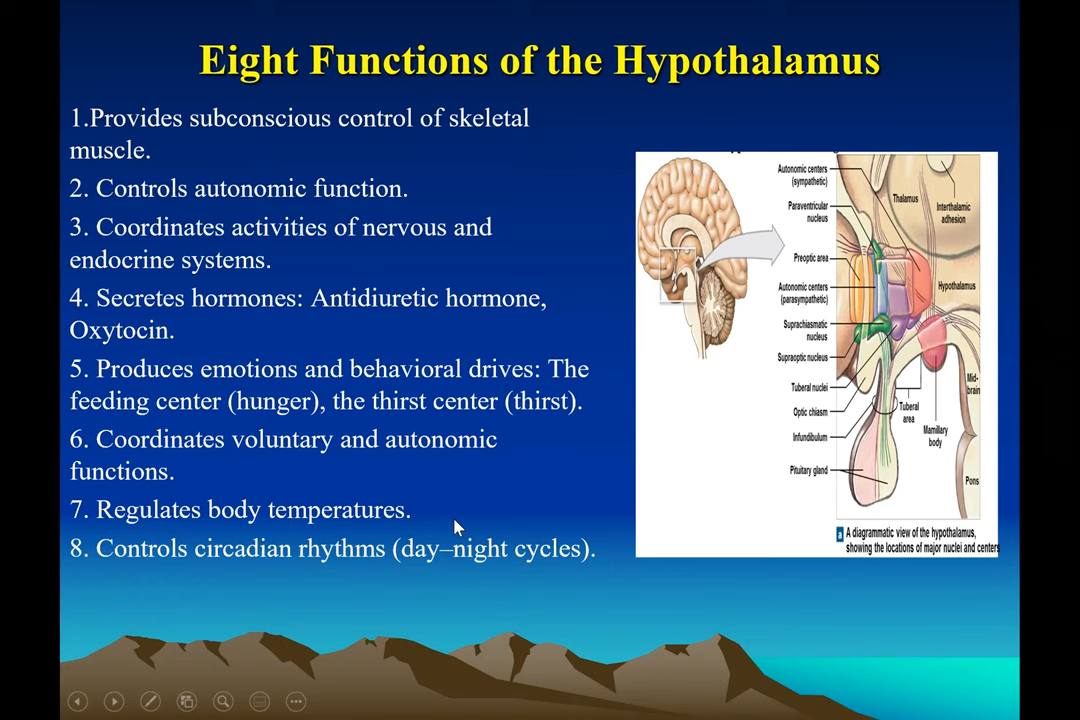 Eight Functions of the Hypothalamus
1.Provides subconscious control of skeletal
muscle.
2. Controls autonomic function.
3. Coordinates activities of nervous and
endocrine systems.
4. Secretes hormones: Antidiuretic hormone,
Oxytocin.
5. Produces emotions and behavioral drives: The
feeding center (hunger), the thirst center (thirst).
6. Coordinates voluntary and autonomic
functions.
7. Regulates body temperatures.
8. Controls circadian rhythms (day–night cycles).
Autonomic centers
(sympathetic)
Paraventricular
nucleus
Preoptic area
Autonomic centers
(parasympathetic)
Suprachiasmatic
nucleus
Supraoptic nucleus
Tuberal nuclei
Optic chiasm
Infundibulum
Pituitary gland
Thalamus
Interthalamic
adhesion
Hypothalamus
Mid-
brain
Tuberal
area
Mamillary
body
Pons
a A diagrammatic view of the hypothalamus,
showing the locations of major nuclei and centers